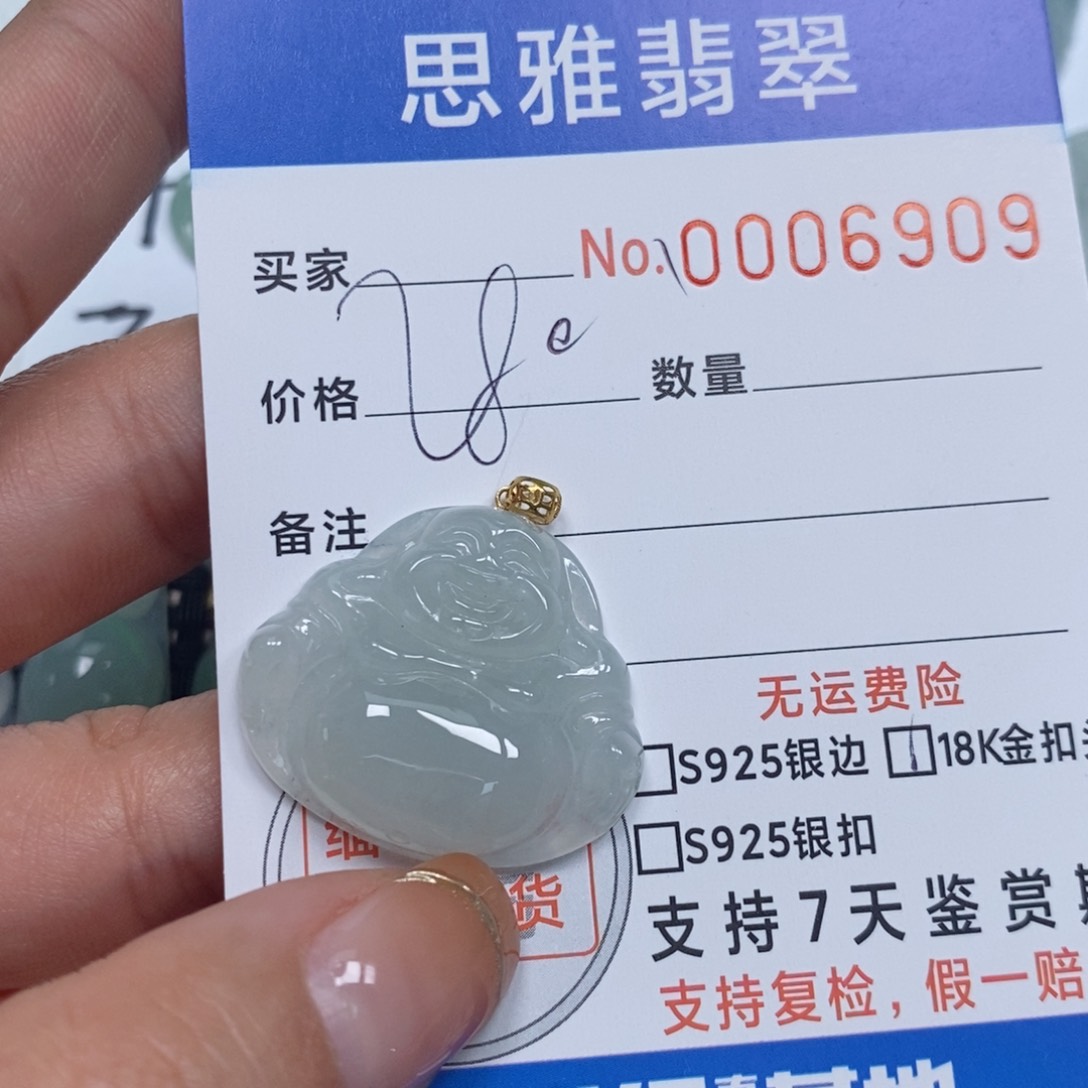 思雅翡翠
买家 No. 0006909
价格 数量
备注
无运费险
S925银边 18K金扣
S925银扣
货
支持7天鉴赏
支持复检，假一赔